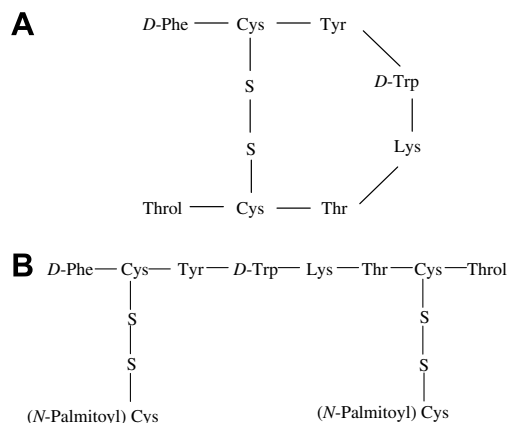 A
D-Phe Cys Tyr
S D-Trp
S Lys
Throl Cys Thr
B
D-Phe Cys Tyr D-Trp Lys Thr Cys Throl
S S
S S
(N-Palmitoyl) Cys (N-Palmitoyl) Cys